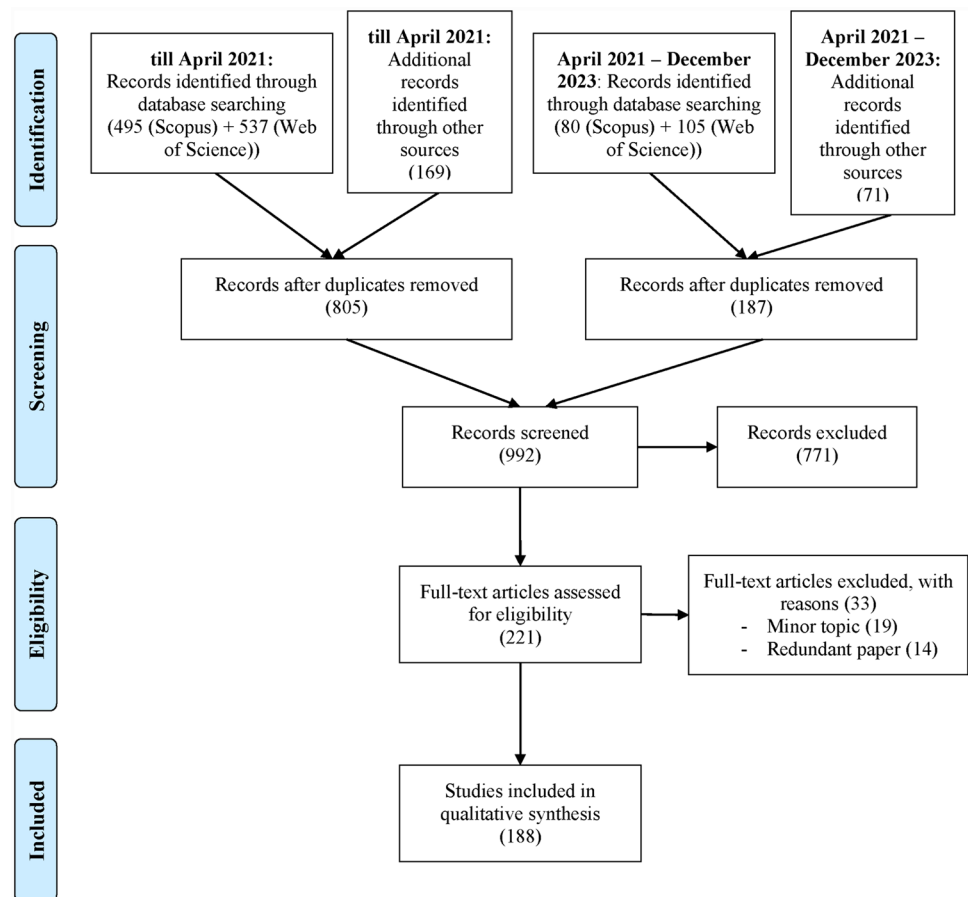 Identification
till April 2021:
Records identified through
database searching
(495 (Scopus) + 537 (Web
of Science))
till April 2021:
Additional
records
identified
through other
sources
(169)
April 2021 – December
2023: Records identified
through database searching
(80 (Scopus) + 105 (Web
of Science))
April 2021 –
December 2023:
Additional
records
identified
through other
sources
(71)
Screening
Records after duplicates removed
(805)
Records after duplicates removed
(187)
Records screened
(992)
Records excluded
(771)
Eligibility
Full-text articles assessed
for eligibility
(221)
Full-text articles excluded, with
reasons (33)
- Minor topic (19)
- Redundant paper (14)
Included
Studies included in
qualitative synthesis
(188)